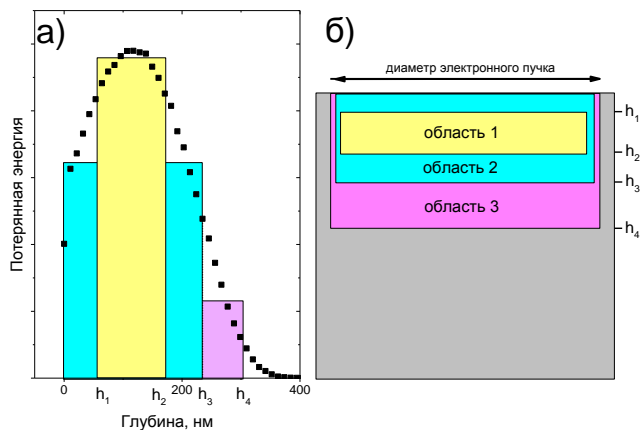 а)
Потерянная энергия
0
200
400
h1
h2
h3
h4
Глубина, нм
б)
диаметр электронного пучка
область 1
область 2
область 3
h1
h2
h3
h4